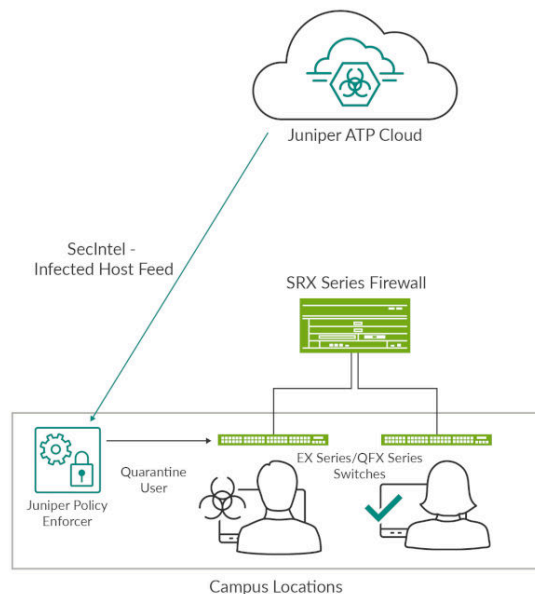 Juniper ATP Cloud
SecIntel -
Infected Host Feed
SRX Series Firewall
EX Series/QFX Series
Switches
Quarantine
User
Juniper Policy
Enforcer
Campus Locations